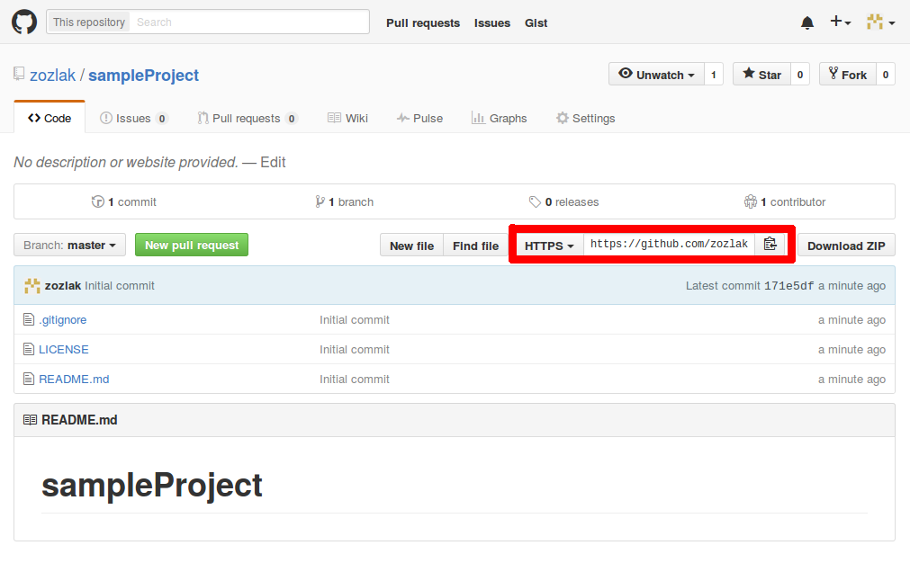 This repository Search Pull requests Issues Gist
zozlak / sampleProject Unwatch 1 Star 0 Fork 0
Code Issues 0 Pull requests 0 Wiki Pulse Graphs Settings
No description or website provided. — Edit
1 commit 1 branch 0 releases 1 contributor
Branch: master New pull request New file Find file HTTPS https://github.com/zozlak Download ZIP
zozlak Initial commit Latest commit 171e5df a minute ago
.gitignore Initial commit a minute ago
LICENSE Initial commit a minute ago
README.md Initial commit a minute ago
README.md
sampleProject